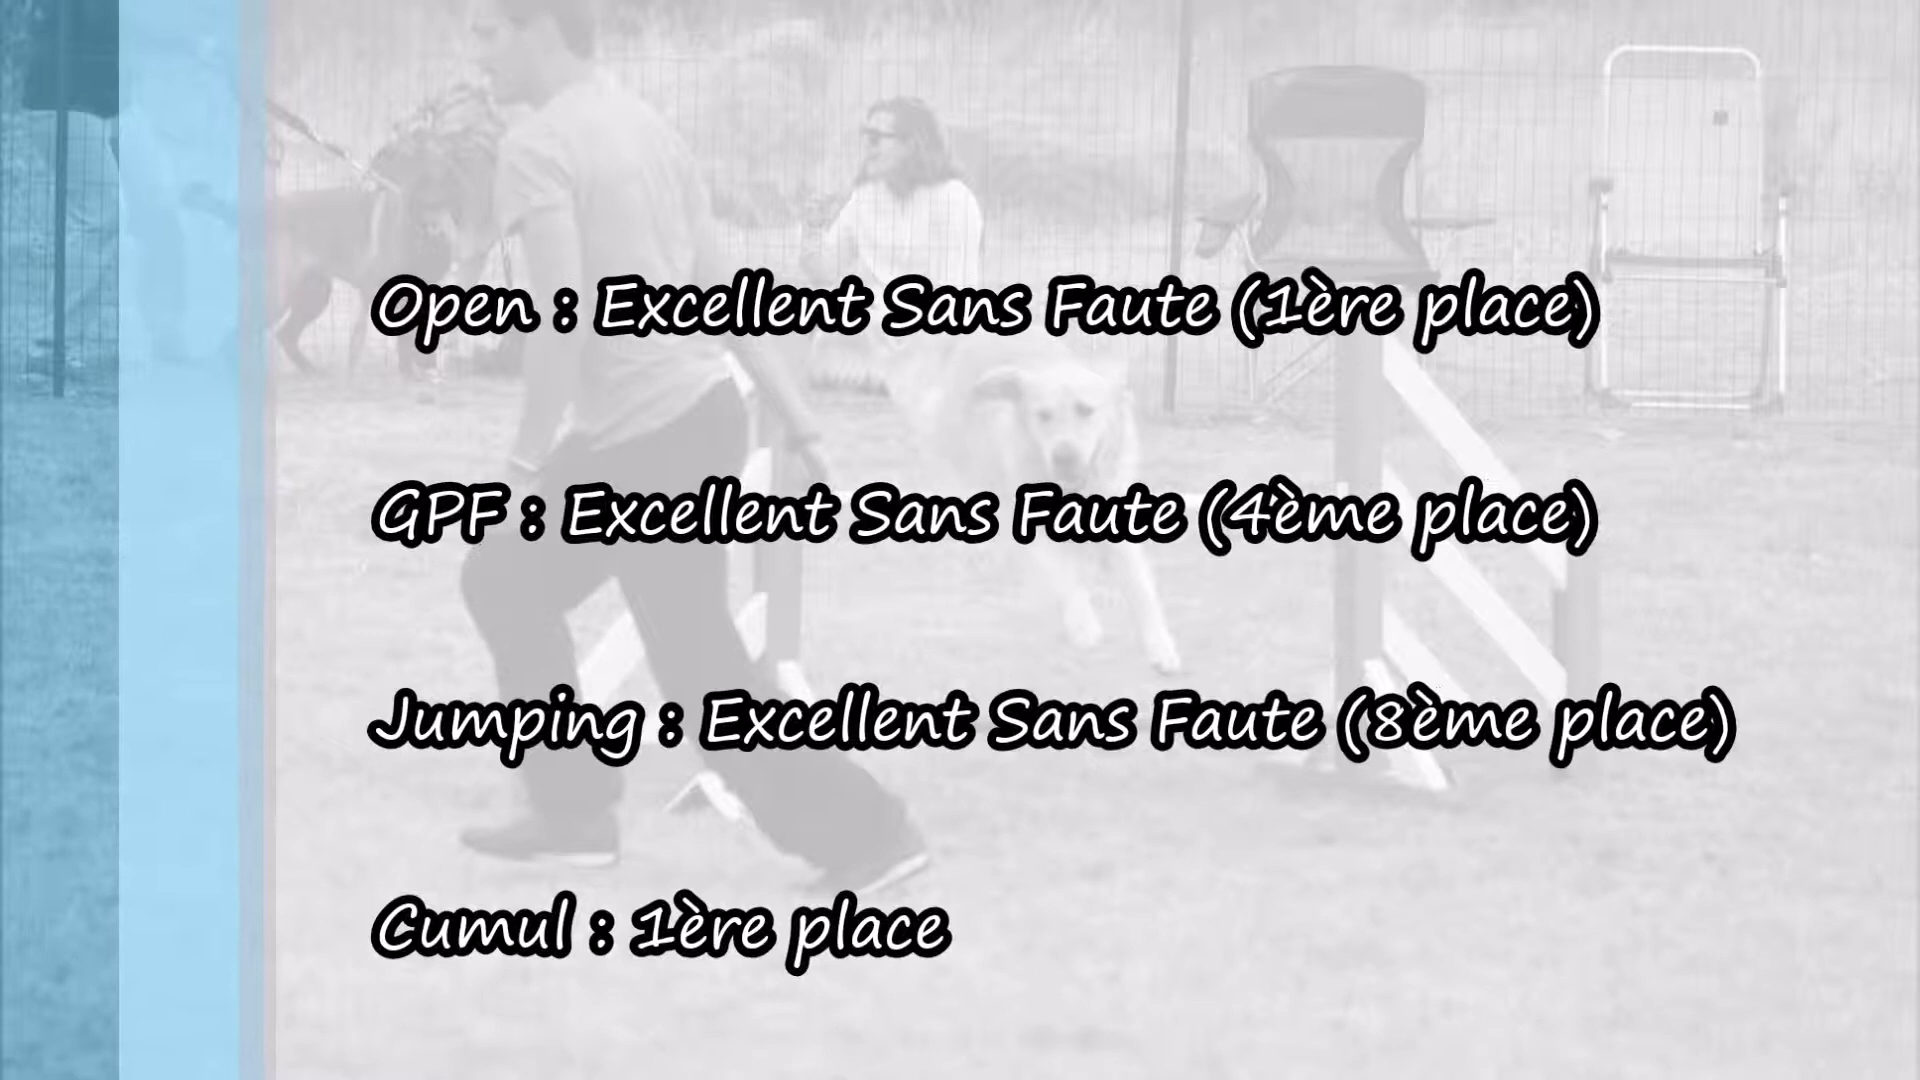 Open : Excellent Sans Faute (1ère place)
GPF : Excellent Sans Faute (4ème place)
Jumping : Excellent Sans Faute (8ème place)
Cumul : 1ère place